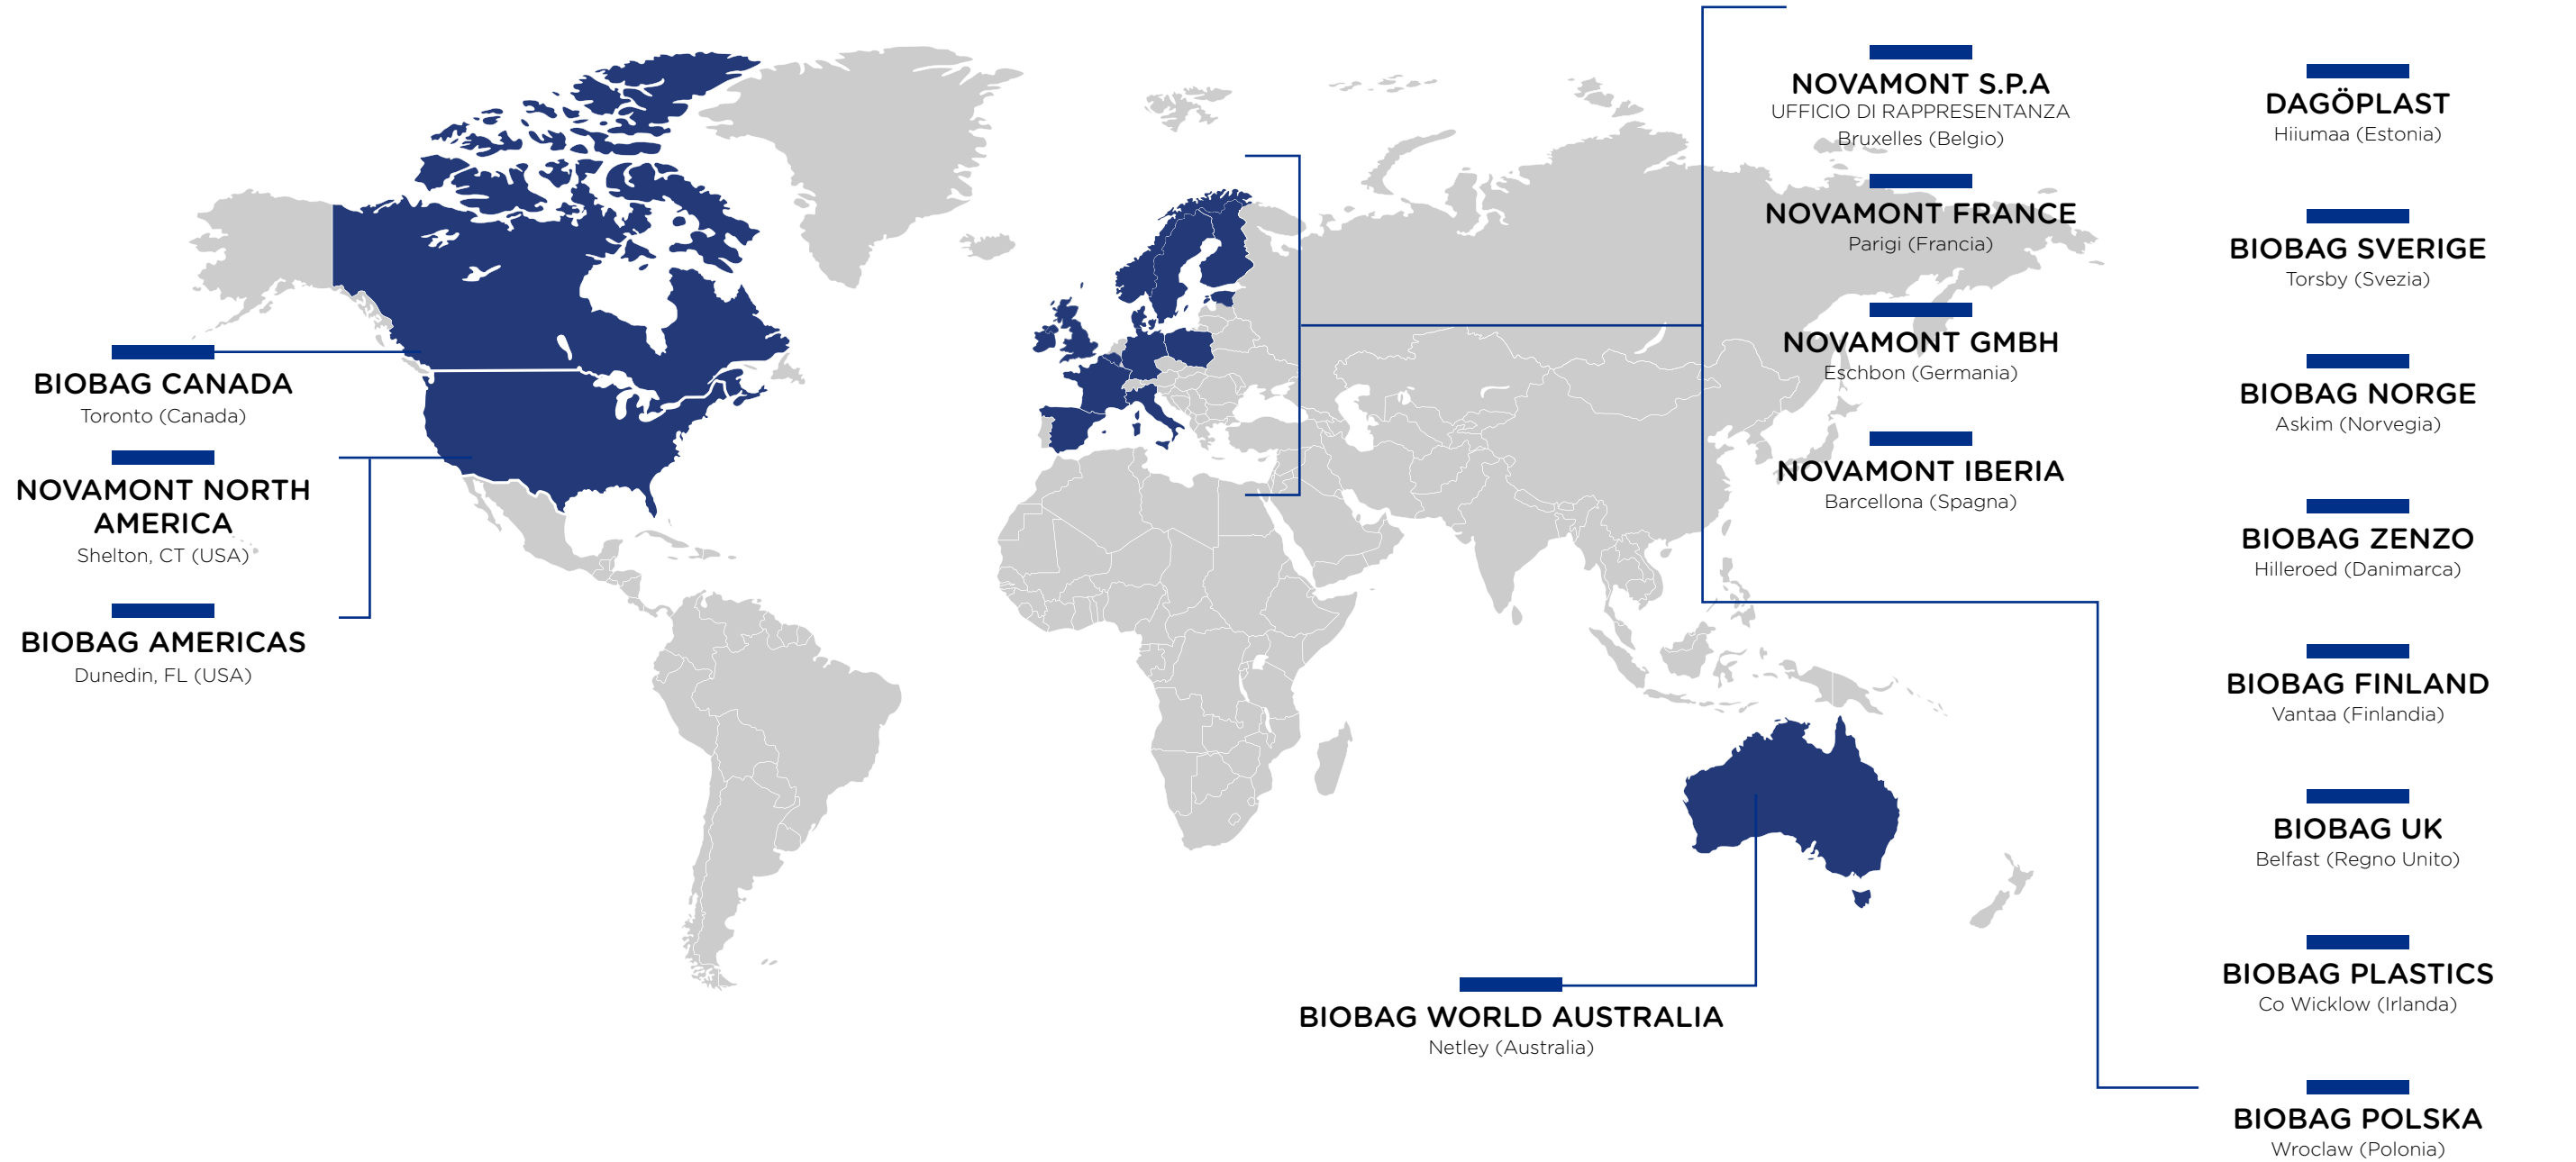 BIOBAG CANADA
Toronto (Canada)
NOVAMONT NORTH
AMERICA
Shelton, CT (USA)
BIOBAG AMERICAS
Dunedin, FL (USA)
BIOBAG WORLD AUSTRALIA
Netley (Australia)
NOVAMONT S.P.A
UFFICIO DI RAPPRESENTANZA
Bruxelles (Belgio)
NOVAMONT FRANCE
Parigi (Francia)
NOVAMONT GMBH
Eschbon (Germania)
NOVAMONT IBERIA
Barcellona (Spagna)
DAGÖPLAST
Hiiumaa (Estonia)
BIOBAG SVERIGE
Torsby (Svezia)
BIOBAG NORGE
Askim (Norvegia)
BIOBAG ZENZO
Hilleroed (Danimarca)
BIOBAG FINLAND
Vantaa (Finlandia)
BIOBAG UK
Belfast (Regno Unito)
BIOBAG PLASTICS
Co Wicklow (Irlanda)
BIOBAG POLSKA
Wroclaw (Polonia)